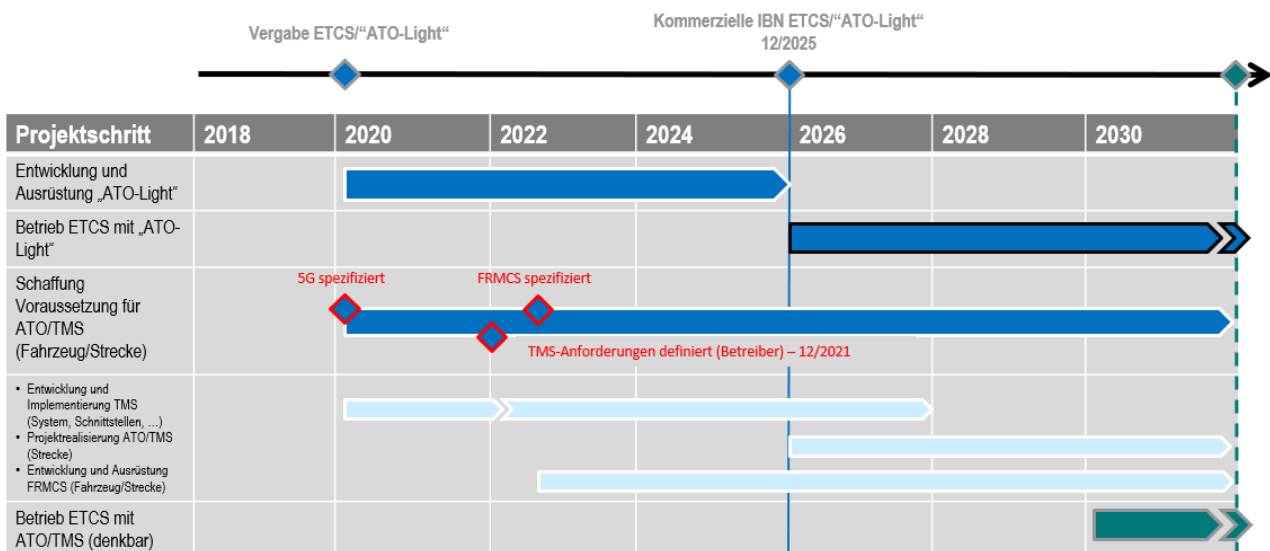 Vergabe ETCS/“ATO-Light“
Kommerzielle IBN ETCS/“ATO-Light“
12/2025
Projektschritt 2018 2020 2022 2024 2026 2028 2030
Entwicklung und
Ausrüstung „ATO-Light“
Betrieb ETCS mit „ATO-
Light“
Schaffung
Voraussetzung für
ATO/TMS
(Fahrzeug/Strecke)
5G spezifiziert
FRMCS spezifiziert
TMS-Anforderungen definiert (Betreiber) – 12/2021
• Entwicklung und
Implementierung TMS
(System, Schnittstellen, ...)
• Projektrealisierung ATO/TMS
(Strecke)
• Entwicklung und Ausrüstung
FRMCS (Fahrzeug/Strecke)
Betrieb ETCS mit
ATO/TMS (denkbar)